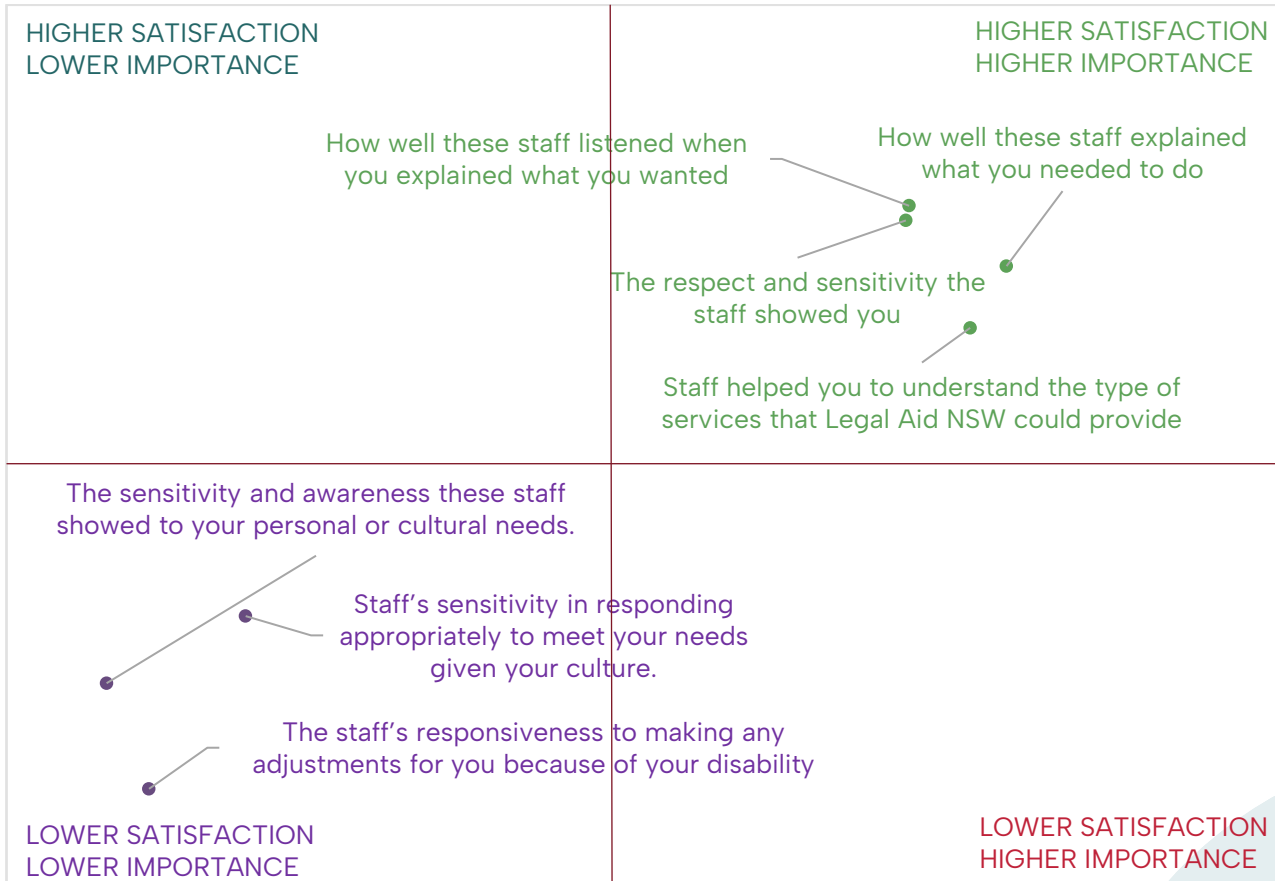 HIGHER SATISFACTION
LOWER IMPORTANCE
HIGHER SATISFACTION
HIGHER IMPORTANCE
How well these staff listened when
you explained what you wanted
How well these staff explained
what you needed to do
The respect and sensitivity the
staff showed you
Staff helped you to understand the type of
services that Legal Aid NSW could provide
The sensitivity and awareness these staff
showed to your personal or cultural needs.
Staff’s sensitivity in responding
appropriately to meet your needs
given your culture.
The staff’s responsiveness to making any
adjustments for you because of your disability
LOWER SATISFACTION
LOWER IMPORTANCE
LOWER SATISFACTION
HIGHER IMPORTANCE